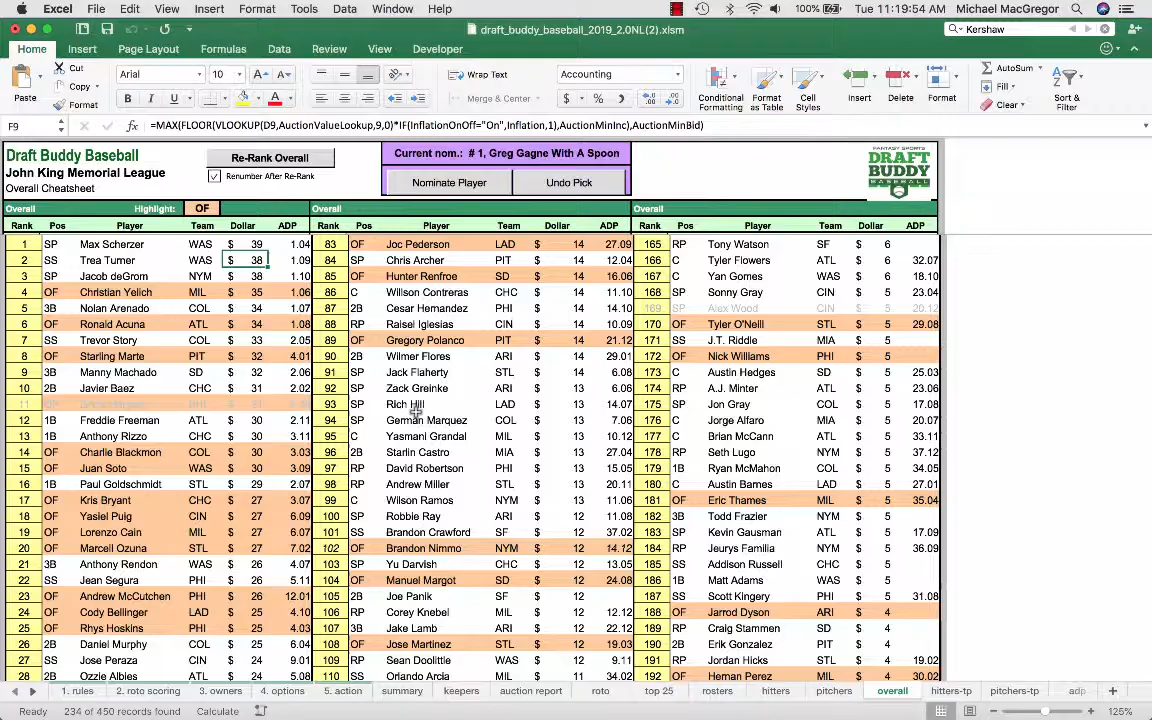 Excel File Edit View Insert Format Tools Data Window Help 100% Tue 11:19:54 AM Michael MacGregor
draft_buddy_baseball_2019_2.0NL(2).xlsm Kershaw
Home Insert Page Layout Formulas Data Review View Developer
Paste Cut Copy Format Arial 10 A A Wrap Text Accounting Conditional Formatting Format as Table Cell Styles Insert Delete Format AutoSum Fill Clear Sort & Filter
B I U A Merge & Center $ % .0 .00
F9 fx =MAX(FLOOR(VLOOKUP(D9,AuctionValueLookup,9,0)*IF(InflationOnOff="On",Inflation,1),AuctionMinInc),AuctionMinBid)
Draft Buddy Baseball Re-Rank Overall Current nom.: # 1, Greg Gagne With A Spoon FANTASY SPORTS DRAFT BUDDY BASEBALL
John King Memorial League Renumber After Re-Rank Nominate Player Undo Pick
Overall Cheatsheet
Overall Highlight: OF Overall Overall
Rank Pos Player Team Dollar ADP Rank Pos Player Team Dollar ADP Rank Pos Player Team Dollar ADP
1 SP Max Scherzer WAS $ 39 1.04 83 OF Joc Pederson LAD $ 14 27.09 165 RP Tony Watson SF $ 6
2 SS Trea Turner WAS $ 38 1.09 84 SP Chris Archer PIT $ 14 12.04 166 C Tyler Flowers ATL $ 6 32.07
3 SP Jacob deGrom NYM $ 38 1.10 85 OF Hunter Renfroe SD $ 14 16.06 167 C Yan Gomes WAS $ 6 18.10
4 OF Christian Yelich MIL $ 35 1.06 86 C Willson Contreras CHC $ 14 11.10 168 SP Sonny Gray CIN $ 5 23.04
5 3B Nolan Arenado COL $ 34 1.07 87 2B Cesar Hernandez PHI $ 14 14.10 169 SP Alex Wood CIN $ 5 20.12
6 OF Ronald Acuna ATL $ 34 1.08 88 RP Raisel Iglesias CIN $ 14 10.09 170 OF Tyler O'Neill STL $ 5 29.08
7 SS Trevor Story COL $ 33 2.05 89 OF Gregory Polanco PIT $ 14 21.12 171 SS J.T. Riddle MIA $ 5
8 OF Starling Marte PIT $ 32 4.01 90 2B Wilmer Flores ARI $ 14 29.01 172 OF Nick Williams PHI $ 5
9 3B Manny Machado SD $ 32 2.06 91 SP Jack Flaherty STL $ 14 6.08 173 C Austin Hedges SD $ 5 25.03
10 2B Javier Baez CHC $ 31 2.02 92 SP Zack Greinke ARI $ 13 6.06 174 RP A.J. Minter ATL $ 5 23.06
11 93 SP Rich Hill LAD $ 13 14.07 175 SP Jon Gray COL $ 5 17.08
12 1B Freddie Freeman ATL $ 30 2.11 94 SP German Marquez COL $ 13 7.06 176 C Jorge Alfaro MIA $ 5 20.07
13 1B Anthony Rizzo CHC $ 30 3.11 95 C Yasmani Grandal MIL $ 13 10.12 177 C Brian McCann ATL $ 5 33.11
14 OF Charlie Blackmon COL $ 30 3.03 96 2B Starlin Castro MIA $ 13 27.04 178 RP Seth Lugo NYM $ 5 37.12
15 OF Juan Soto WAS $ 30 3.09 97 RP David Robertson PHI $ 13 15.05 179 1B Ryan McMahon COL $ 5 34.05
16 1B Paul Goldschmidt STL $ 29 2.07 98 RP Andrew Miller STL $ 13 20.11 180 C Austin Barnes LAD $ 5 27.01
17 OF Kris Bryant CHC $ 27 3.07 99 C Wilson Ramos NYM $ 13 11.06 181 OF Eric Thames MIL $ 5 35.04
18 OF Yasiel Puig CIN $ 27 6.09 100 SP Robbie Ray ARI $ 12 11.08 182 3B Todd Frazier NYM $ 5
19 OF Lorenzo Cain MIL $ 27 6.07 101 SS Brandon Crawford SF $ 12 37.02 183 SP Kevin Gausman ATL $ 5 17.09
20 OF Marcell Ozuna STL $ 27 7.02 102 OF Brandon Nimmo NYM $ 12 14.12 184 RP Jeurys Familia NYM $ 5 36.09
21 3B Anthony Rendon WAS $ 26 4.07 103 SP Yu Darvish CHC $ 12 13.05 185 SS Addison Russell CHC $ 5
22 SS Jean Segura PHI $ 26 5.11 104 OF Manuel Margot SD $ 12 24.08 186 1B Matt Adams WAS $ 5
23 OF Andrew McCutchen PHI $ 26 12.01 105 2B Joe Panik SF $ 12 187 SS Scott Kingery PHI $ 5 31.08
24 OF Cody Bellinger LAD $ 25 4.10 106 RP Corey Knebel MIL $ 12 12.12 188 OF Jarrod Dyson ARI $ 4
25 OF Rhys Hoskins PHI $ 25 4.03 107 3B Jake Lamb ARI $ 12 22.12 189 RP Craig Stammen SD $ 4
26 2B Daniel Murphy COL $ 25 6.04 108 OF Jose Martinez STL $ 12 19.03 190 2B Erik Gonzalez PIT $ 4
27 SS Jose Peraza CIN $ 24 9.01 109 RP Sean Doolittle WAS $ 12 9.11 191 RP Jordan Hicks STL $ 4 19.02
28 2B Ozzie Albies ATL $ 24 5.06 110 SS Orlando Arcia MIL $ 11 34.02 192 OF Hernan Perez MIL $ 4 30.02
1. rules 2. roto scoring 3. owners 4. options 5. action summary keepers auction report roto top 25 rosters hitters pitchers overall hitters-tp pitchers-tp adp +
Ready 234 of 450 records found Calculate 125%